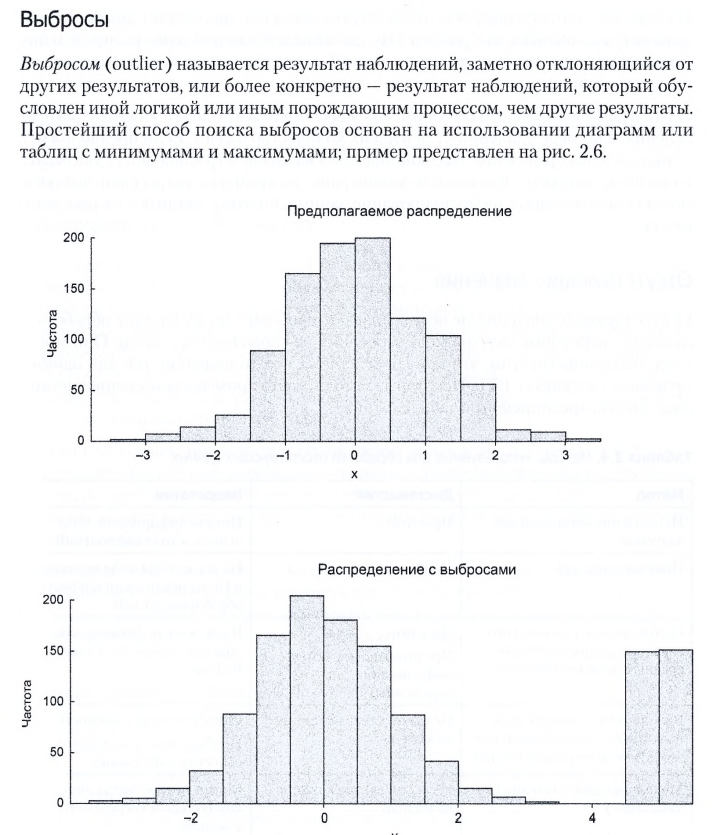 Выбросы
Выбросом (outlier) называется результат наблюдений, заметно отклоняющийся от
других результатов, или более конкретно — результат наблюдений, который обу-
словлен иной логикой или иным порождающим процессом, чем другие результаты.
Простейший способ поиска выбросов основан на использовании диаграмм или
таблиц с минимумами и максимумами; пример представлен на рис. 2.6.
Предполагаемое распределение
200
150
100
50
0
Частота
−3 −2 −1 0 1 2 3
x
Распределение с выбросами
200
150
100
50
0
Частота
−2 0 2 4